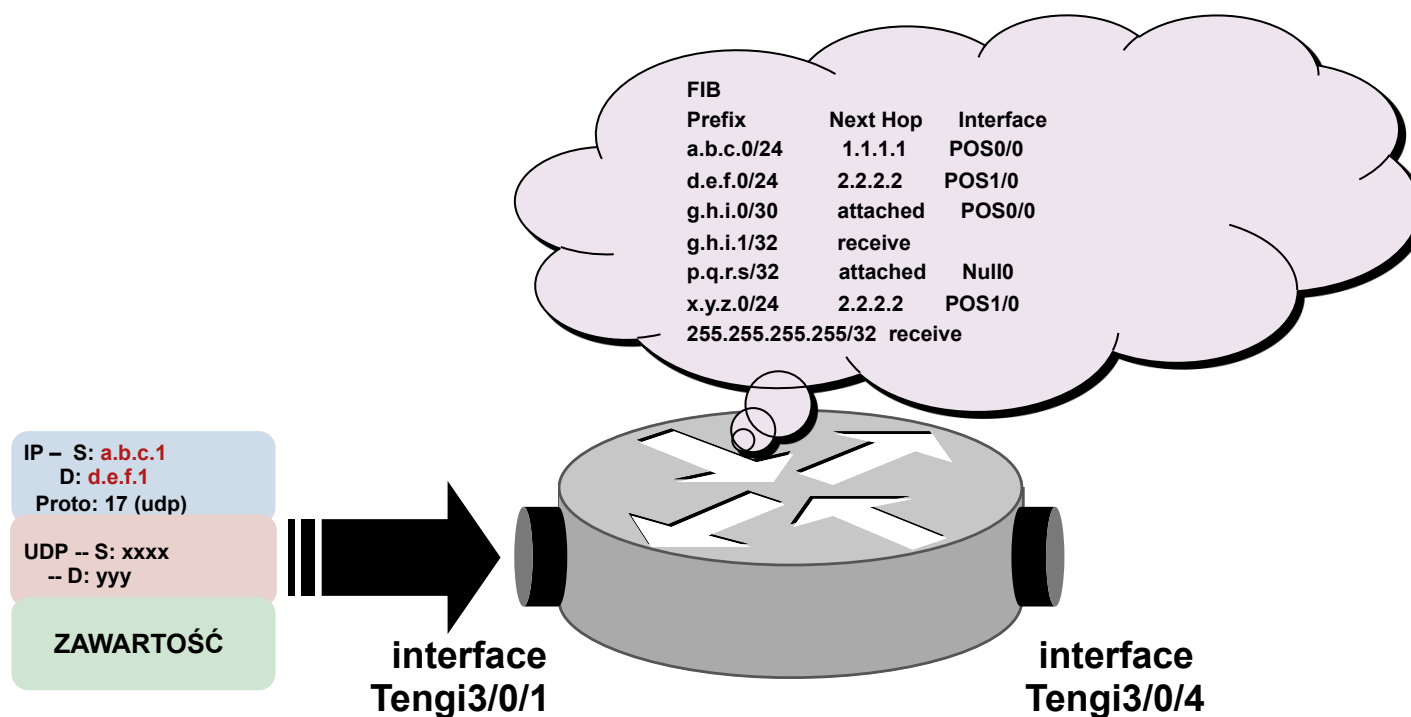 FIB
Prefix Next Hop Interface
a.b.c.0/24 1.1.1.1 POS0/0
d.e.f.0/24 2.2.2.2 POS1/0
g.h.i.0/30 attached POS0/0
g.h.i.1/32 receive
p.q.r.s/32 attached Null0
x.y.z.0/24 2.2.2.2 POS1/0
255.255.255.255/32 receive
IP – S: a.b.c.1
D: d.e.f.1
Proto: 17 (udp)
UDP -- S: xxxx
-- D: yyy
ZAWARTOŚĆ
interface
Tengi3/0/1
interface
Tengi3/0/4